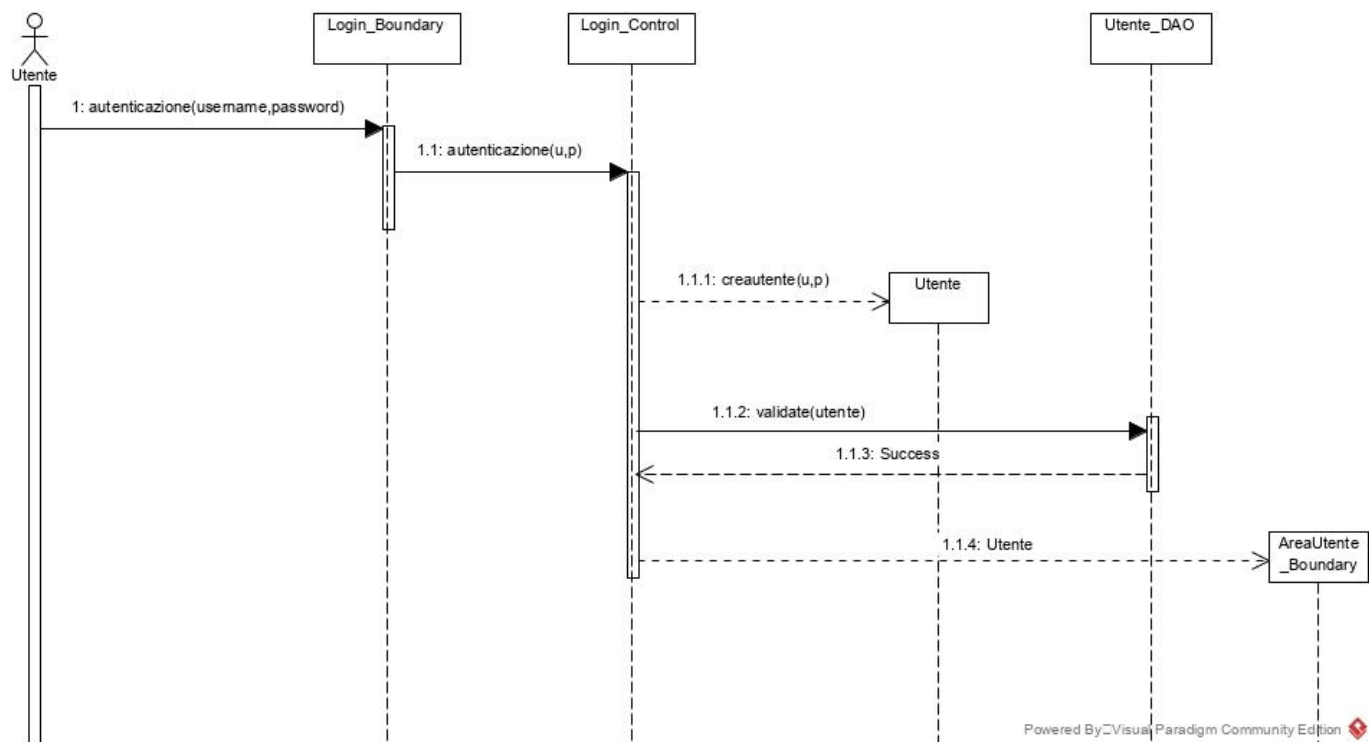 Utente
Login_Boundary
Login_Control
Utente_DAO
1: autenticazione(username,password)
1.1: autenticazione(u,p)
1.1.1: creautente(u,p)
Utente
1.1.2: validate(utente)
1.1.3: Success
1.1.4: Utente
AreaUtente
_Boundary
Powered By Visual Paradigm Community Edition